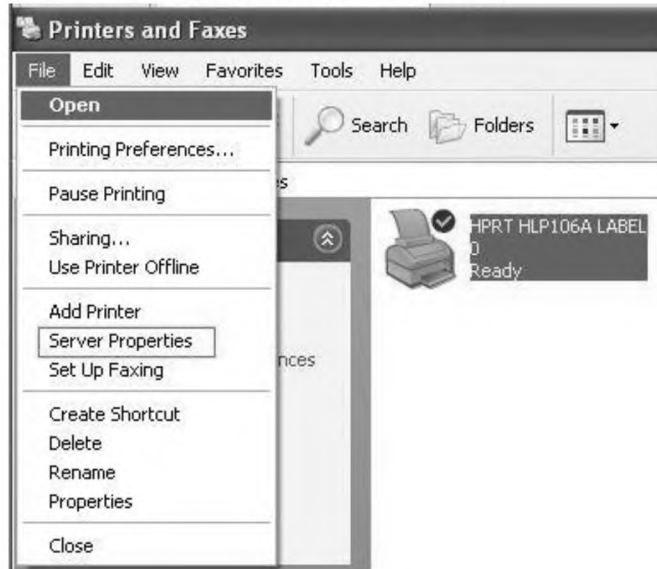 Printers and Faxes
File Edit View Favorites Tools Help
Open
Printing Preferences...
Pause Printing
Sharing...
Use Printer Offline
Add Printer
Server Properties
Set Up Faxing
Create Shortcut
Delete
Rename
Properties
Close
Search Folders
HPRT HLP106A LABEL
0
Ready